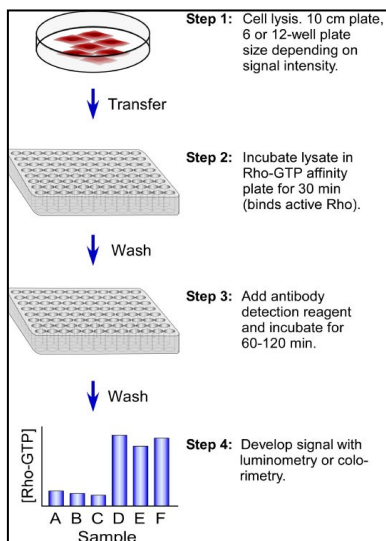 Step 1: Cell lysis. 10 cm plate,
6 or 12-well plate
size depending on
signal intensity.
Transfer
Step 2: Incubate lysate in
Rho-GTP affinity
plate for 30 min
(binds active Rho).
Wash
Step 3: Add antibody
detection reagent
and incubate for
60-120 min.
Wash
Step 4: Develop signal with
luminometry or colo-
rimetry.
[Rho-GTP]
A B C D E F
Sample